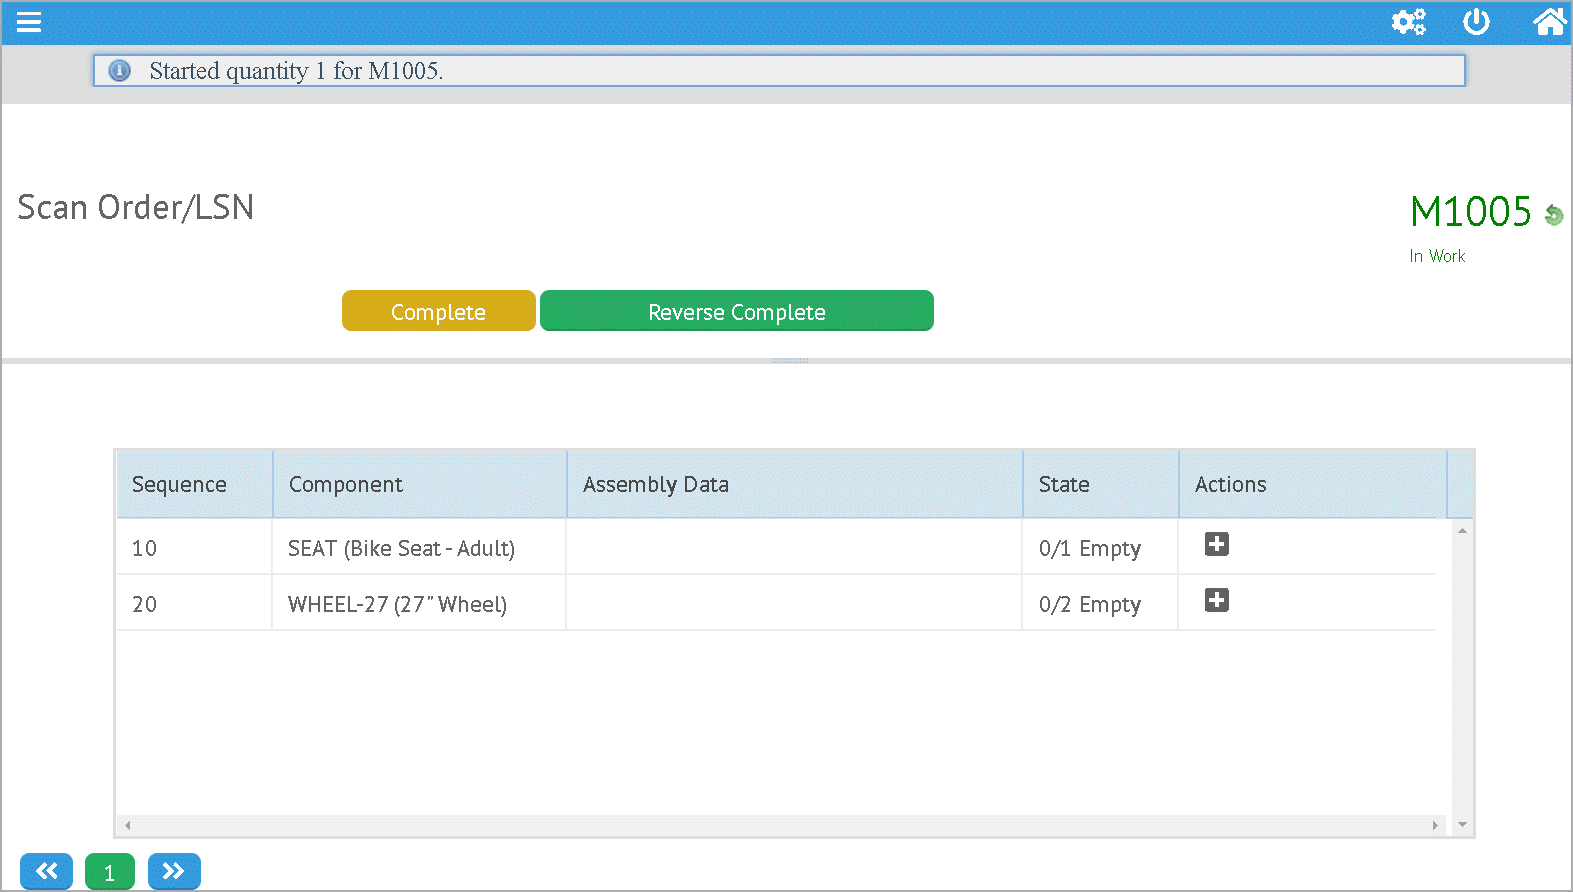 Started quantity 1 for M1005.
Scan Order/LSN
M1005
In Work
Complete
Reverse Complete
Sequence Component Assembly Data State Actions
10 SEAT (Bike Seat - Adult) 0/1 Empty
20 WHEEL-27 (27" Wheel) 0/2 Empty
1